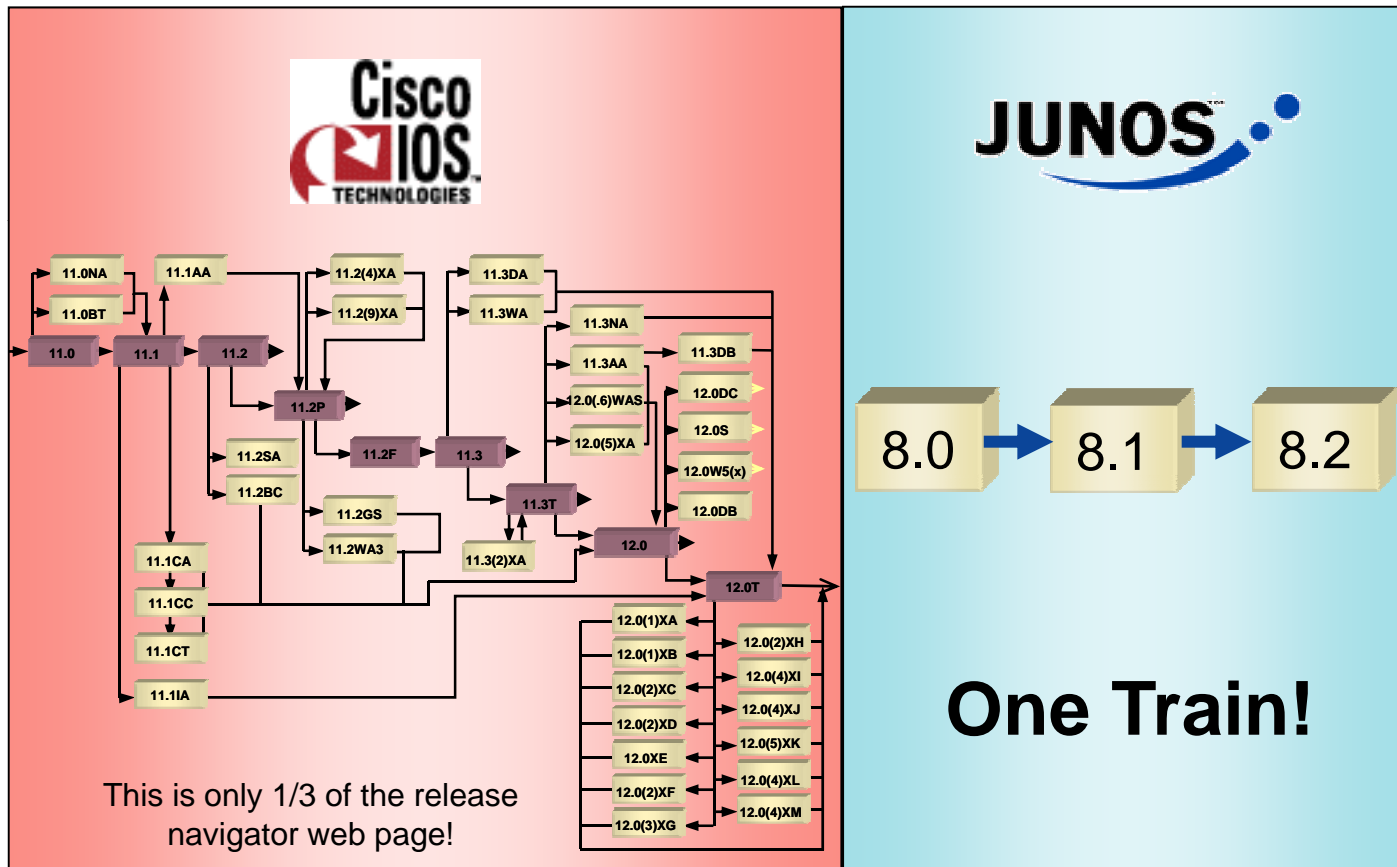 Cisco
IOS
TECHNOLOGIES
TM
JUNOS™
11.0NA
11.0BT
11.1AA
11.2(4)XA
11.2(9)XA
11.3DA
11.3WA
11.3NA
11.3AA
12.0(.6)WAS
12.0(5)XA
11.3DB
12.0DC
12.0S
12.0W5(x)
12.0DB
11.0
11.1
11.2
11.2P
11.2F
11.3
11.3T
12.0
12.0T
11.2SA
11.2BC
11.2GS
11.2WA3
11.3(2)XA
11.1CA
11.1CC
11.1CT
11.1IA
12.0(1)XA
12.0(1)XB
12.0(2)XC
12.0(2)XD
12.0XE
12.0(2)XF
12.0(3)XG
12.0(2)XH
12.0(4)XI
12.0(4)XJ
12.0(5)XK
12.0(4)XL
12.0(4)XM
This is only 1/3 of the release
navigator web page!
8.0
8.1
8.2
One Train!